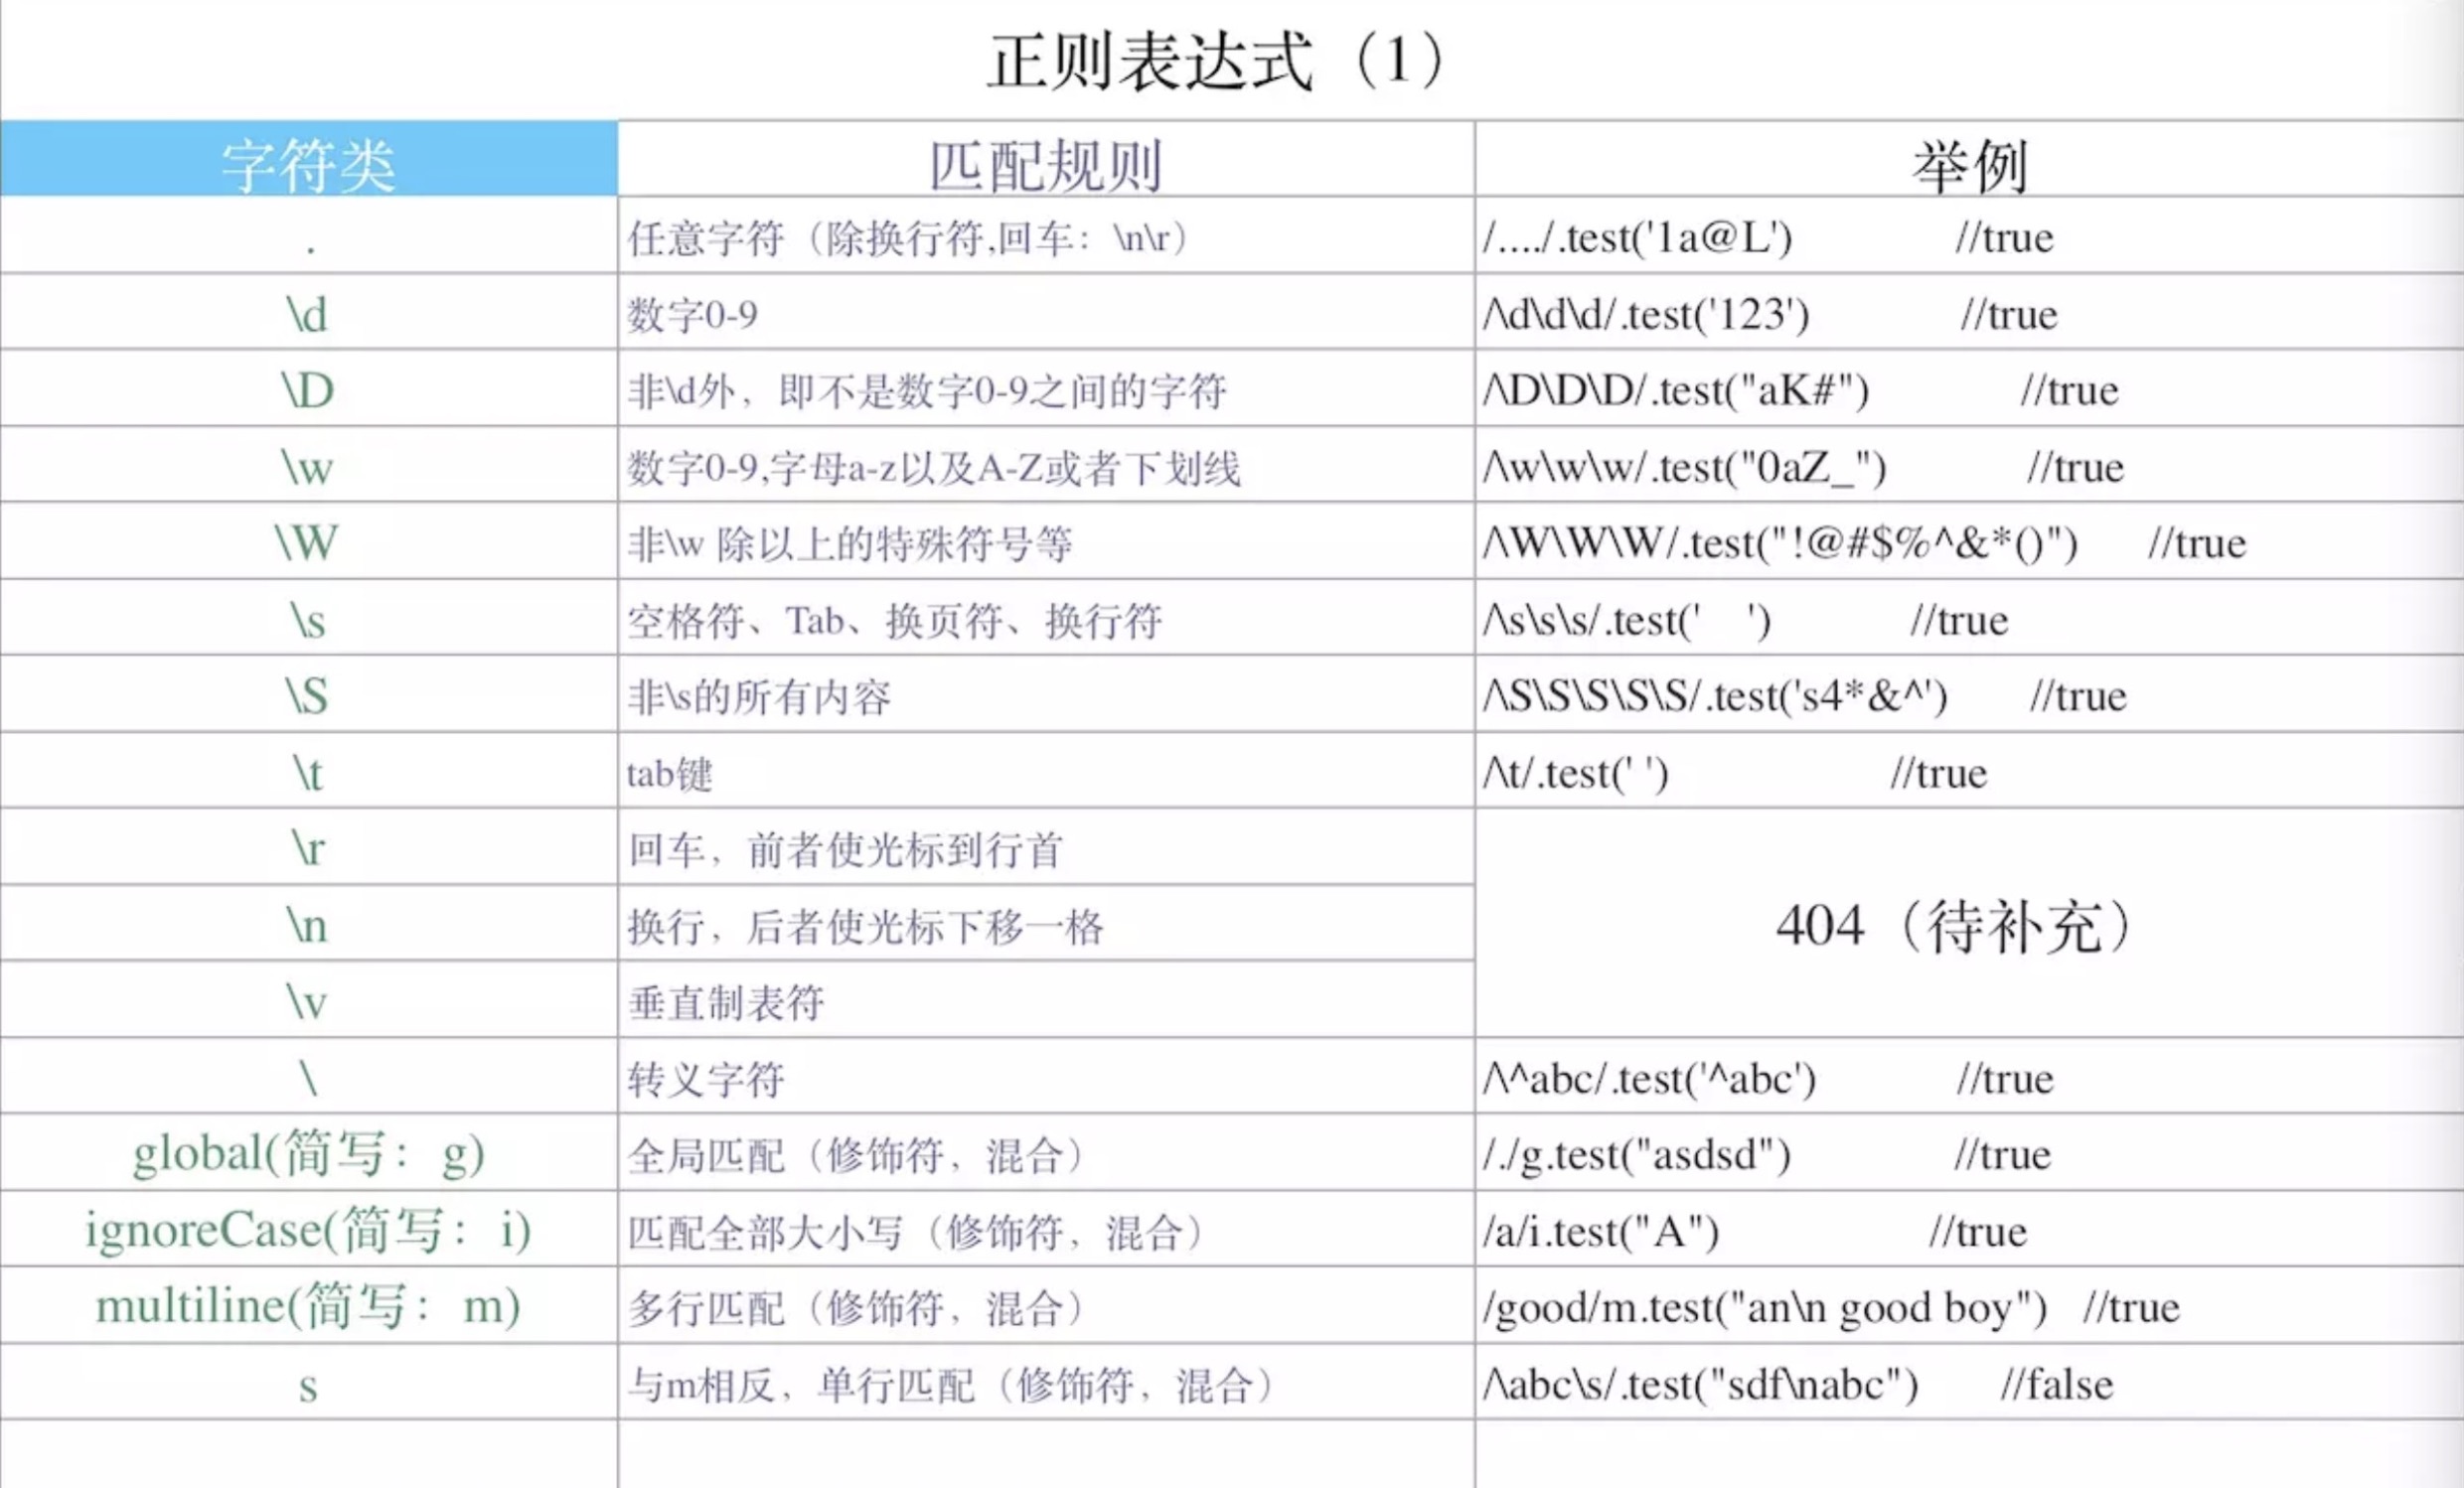 正则表达式（1）
字符类 匹配规则 举例
. 任意字符（除换行符,回车：\n\r） /..../.test('1a@L') //true
\d 数字0-9 /\d\d\d/.test('123') //true
\D 非\d外，即不是数字0-9之间的字符 /\D\D\D/.test("aK#") //true
\w 数字0-9,字母a-z以及A-Z或者下划线 /\w\w\w/.test("0aZ_") //true
\W 非\w 除以上的特殊符号等 /\W\W\W/.test("!@#$%^&*()") //true
\s 空格符、Tab、换页符、换行符 /\s\s\s/.test('   ') //true
\S 非\s的所有内容 /\S\S\S\S\S/.test('s4*&^') //true
\t tab键 /\t/.test(' ') //true
\r 回车，前者使光标到行首
\n 换行，后者使光标下移一格
404（待补充）
\v 垂直制表符
\ 转义字符 /\^abc/.test('^abc') //true
global(简写：g) 全局匹配（修饰符，混合） /./g.test("asdsd") //true
ignoreCase(简写：i) 匹配全部大小写（修饰符，混合） /a/i.test("A") //true
multiline(简写：m) 多行匹配（修饰符，混合） /good/m.test("an\n good boy") //true
s 与m相反，单行匹配（修饰符，混合） /\abc\s/.test("sdf\nabc") //false